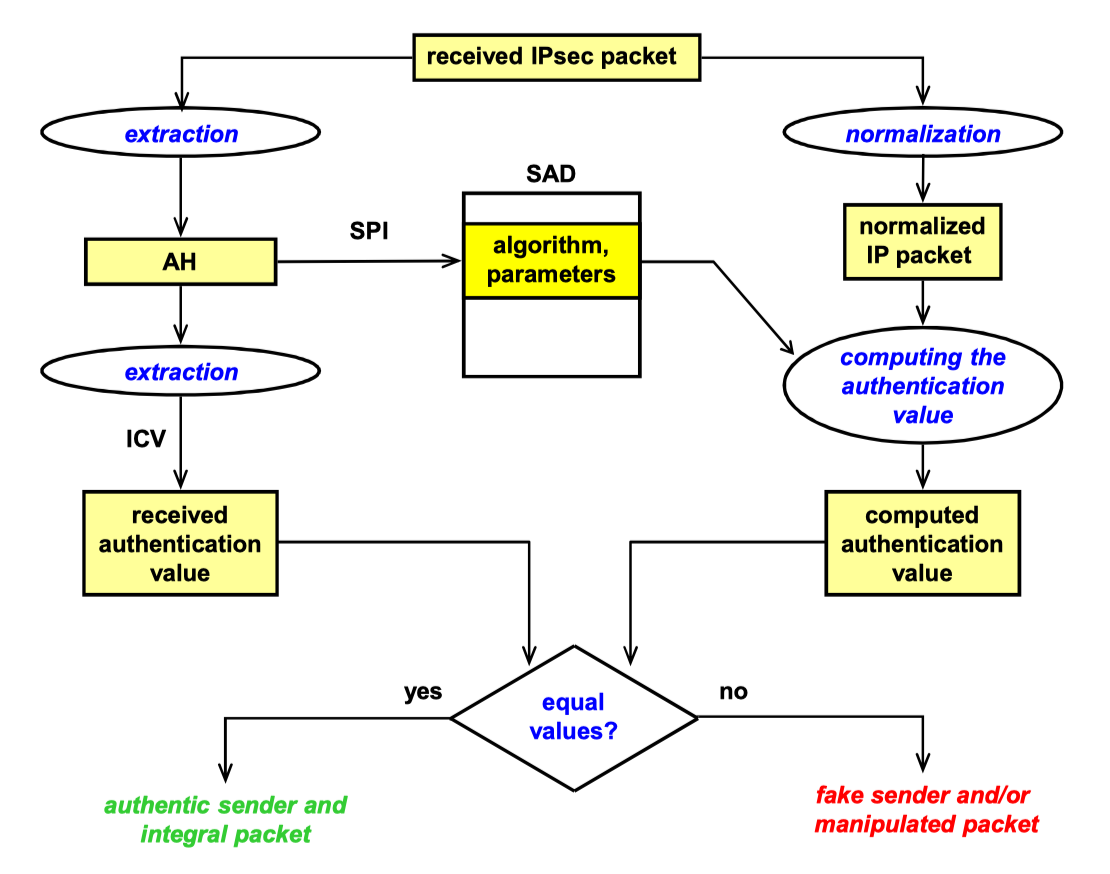 received IPsec packet
extraction
normalization
SAD
normalized
IP packet
SPI
algorithm,
parameters
AH
extraction
computing the
authentication
value
ICV
received
authentication
value
computed
authentication
value
yes
equal
values?
no
authentic sender and
integral packet
fake sender and/or
manipulated packet